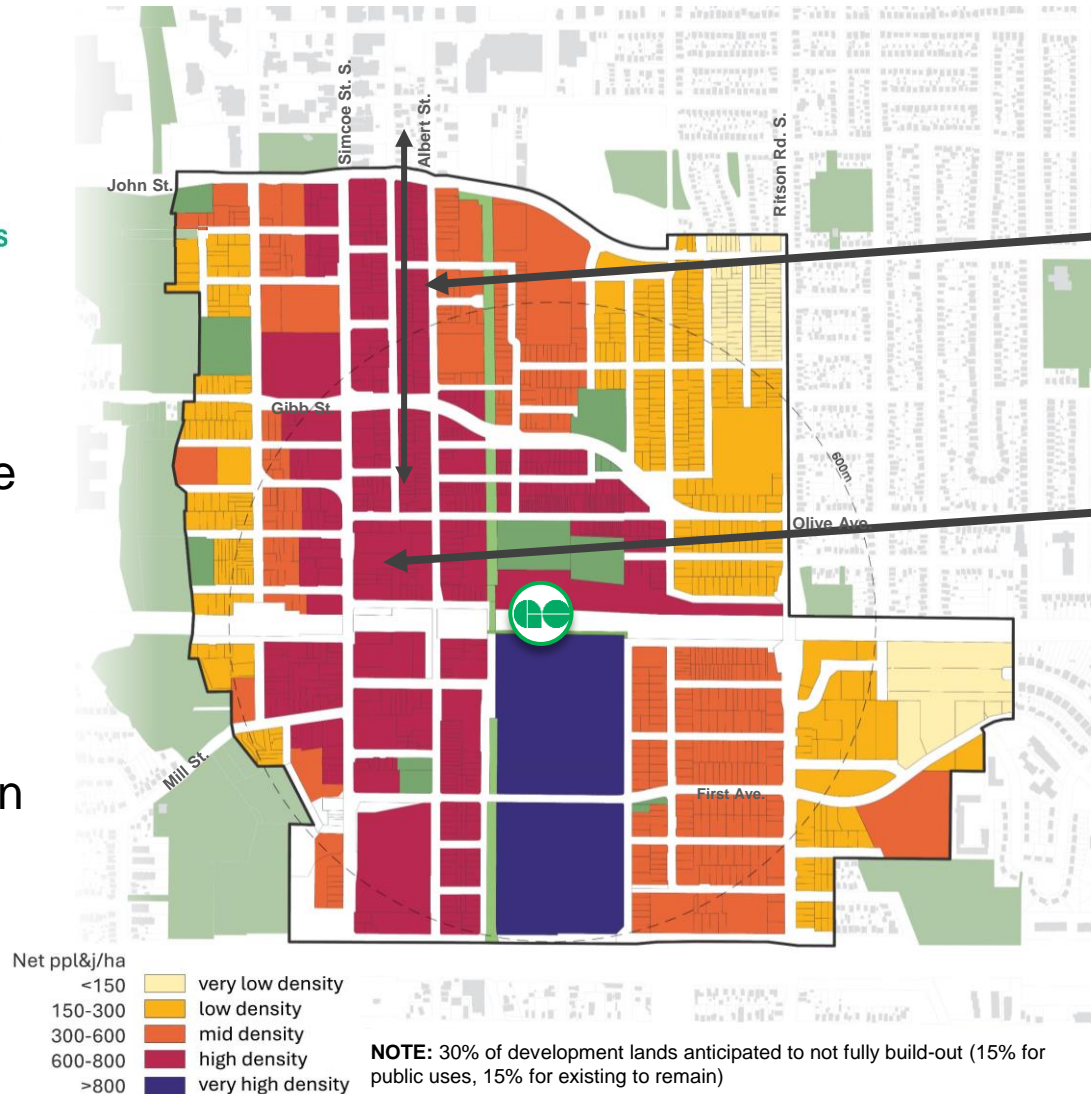 Simcoe St. S.
Albert St.
Ritson Rd. S.
John St.
s
Gibb St.
e
600m
Olive Ave.
GO
Mill St.
n
First Ave.
Net ppl&j/ha
<150 very low density
150-300 low density
300-600 mid density
600-800 high density
>800 very high density
NOTE: 30% of development lands anticipated to not fully build-out (15% for
public uses, 15% for existing to remain)